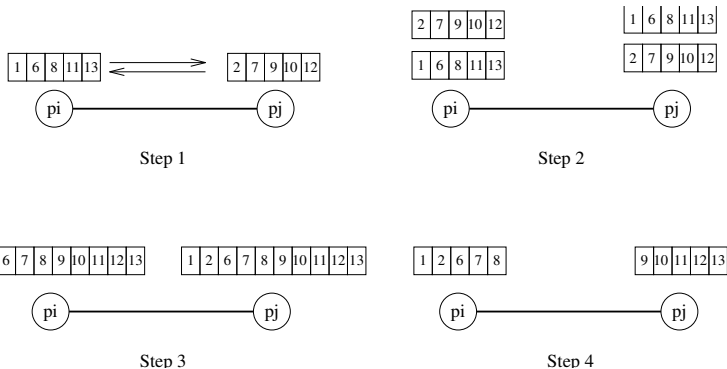 2 7 9 10 12
1 6 8 11 13
1 6 8 11 13
2 7 9 10 12
1 6 8 11 13
2 7 9 10 12
pi
pj
pi
pj
Step 1
Step 2
6 7 8 9 10 11 12 13
1 2 6 7 8 9 10 11 12 13
1 2 6 7 8
9 10 11 12 13
pi
pj
pi
pj
Step 3
Step 4